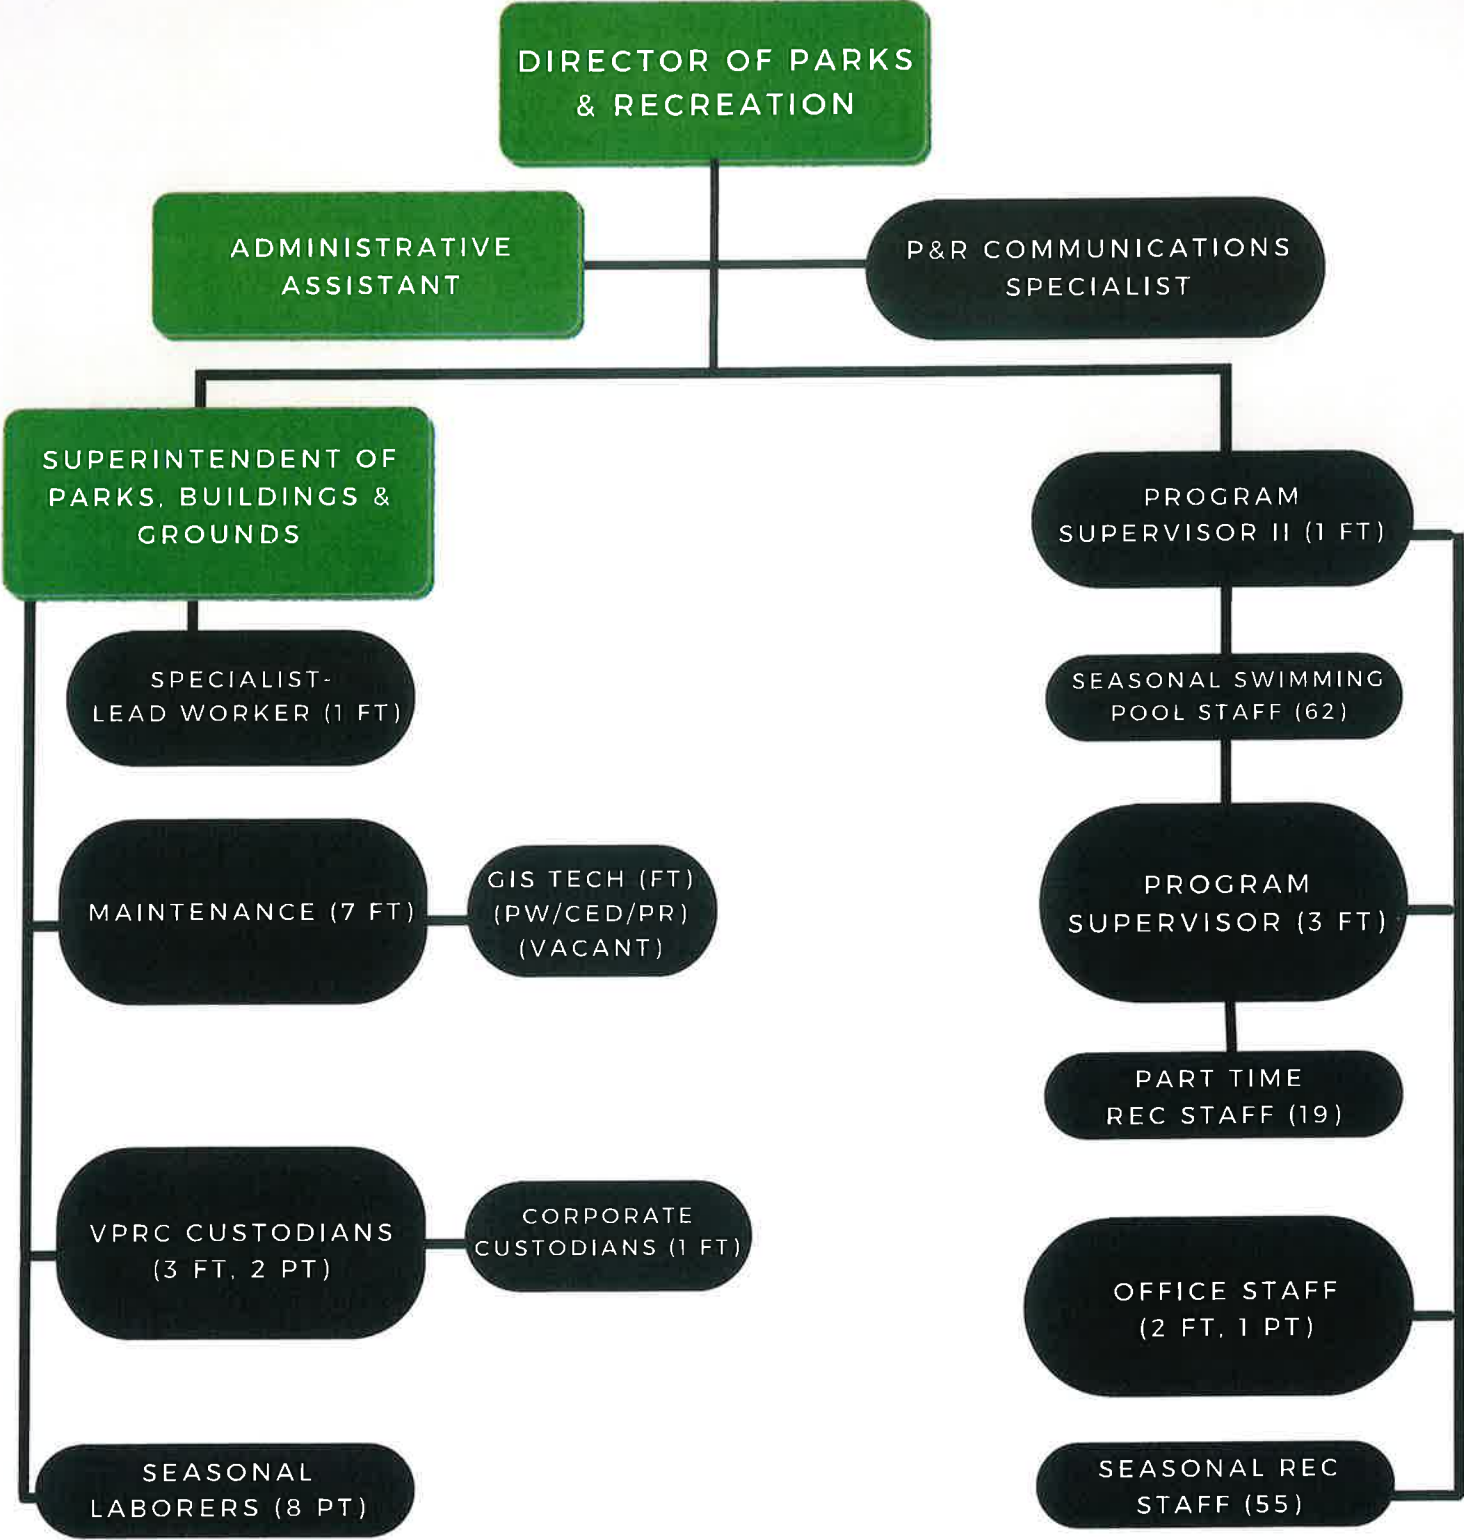 DIRECTOR OF PARKS
& RECREATION
ADMINISTRATIVE
ASSISTANT
P&R COMMUNICATIONS
SPECIALIST
SUPERINTENDENT OF
PARKS, BUILDINGS &
GROUNDS
SPECIALIST-
LEAD WORKER (1 FT)
MAINTENANCE (7 FT)
GIS TECH (FT)
(PW/CED/PR)
(VACANT)
VPRC CUSTODIANS
(3 FT, 2 PT)
CORPORATE
CUSTODIANS (1 FT)
SEASONAL
LABORERS (8 PT)
PROGRAM
SUPERVISOR II (1 FT)
SEASONAL SWIMMING
POOL STAFF (62)
PROGRAM
SUPERVISOR (3 FT)
PART TIME
REC STAFF (19)
OFFICE STAFF
(2 FT, 1 PT)
SEASONAL REC
STAFF (55)